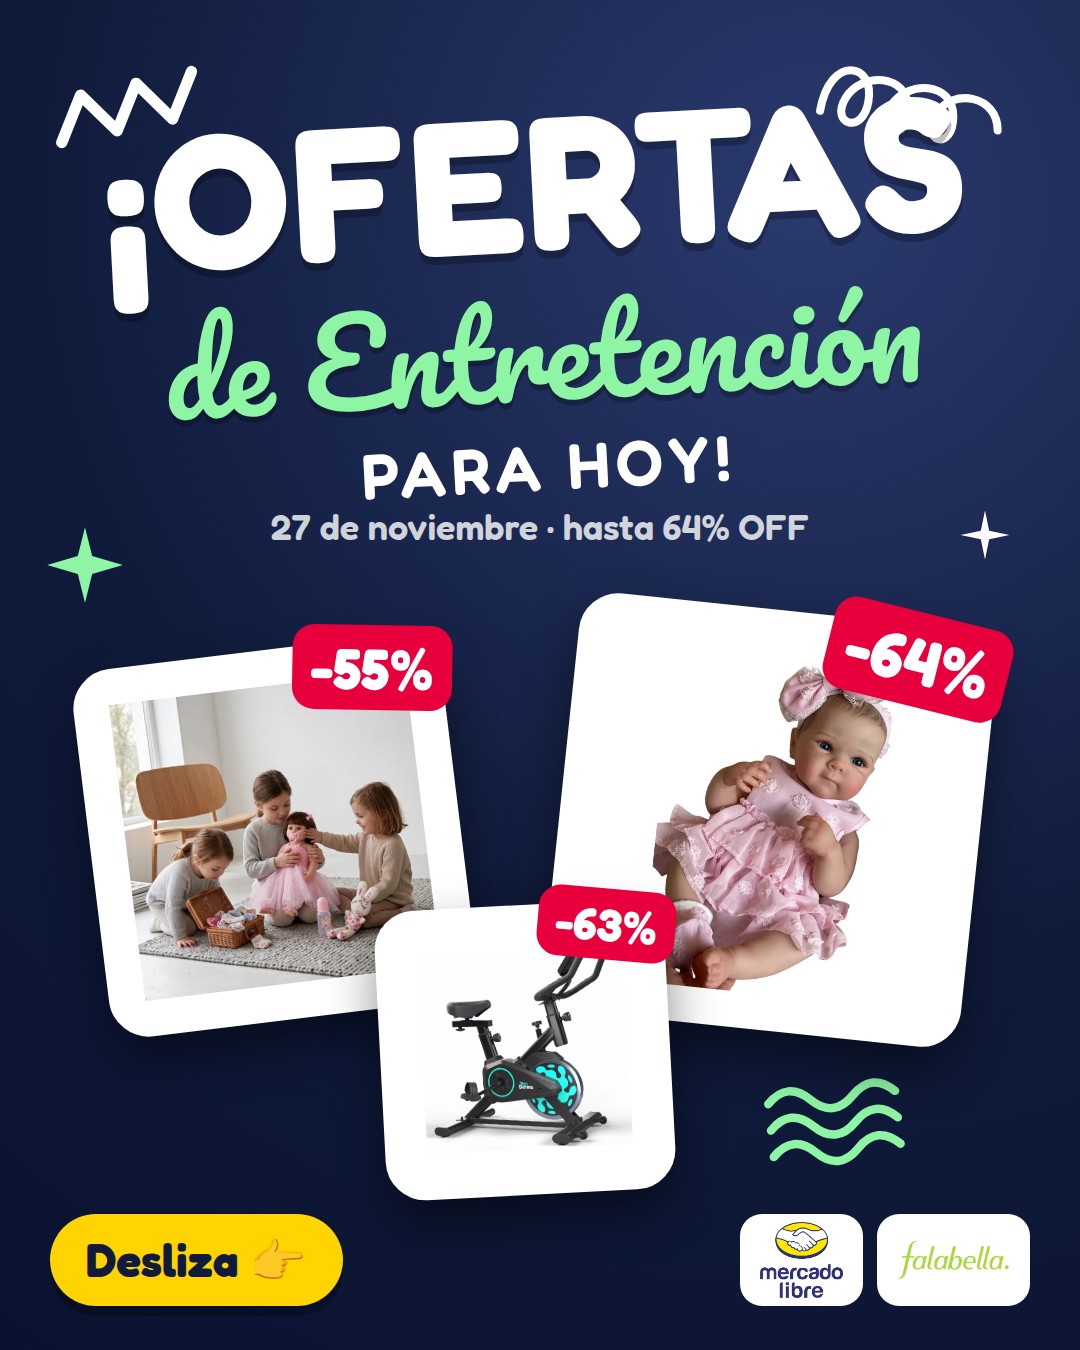 ¡OFERTAS
de Entretención
PARA HOY!
27 de noviembre · hasta 64% OFF
-55%
-64%
-63%
Desliza 👉
mercado
libre
falabella.